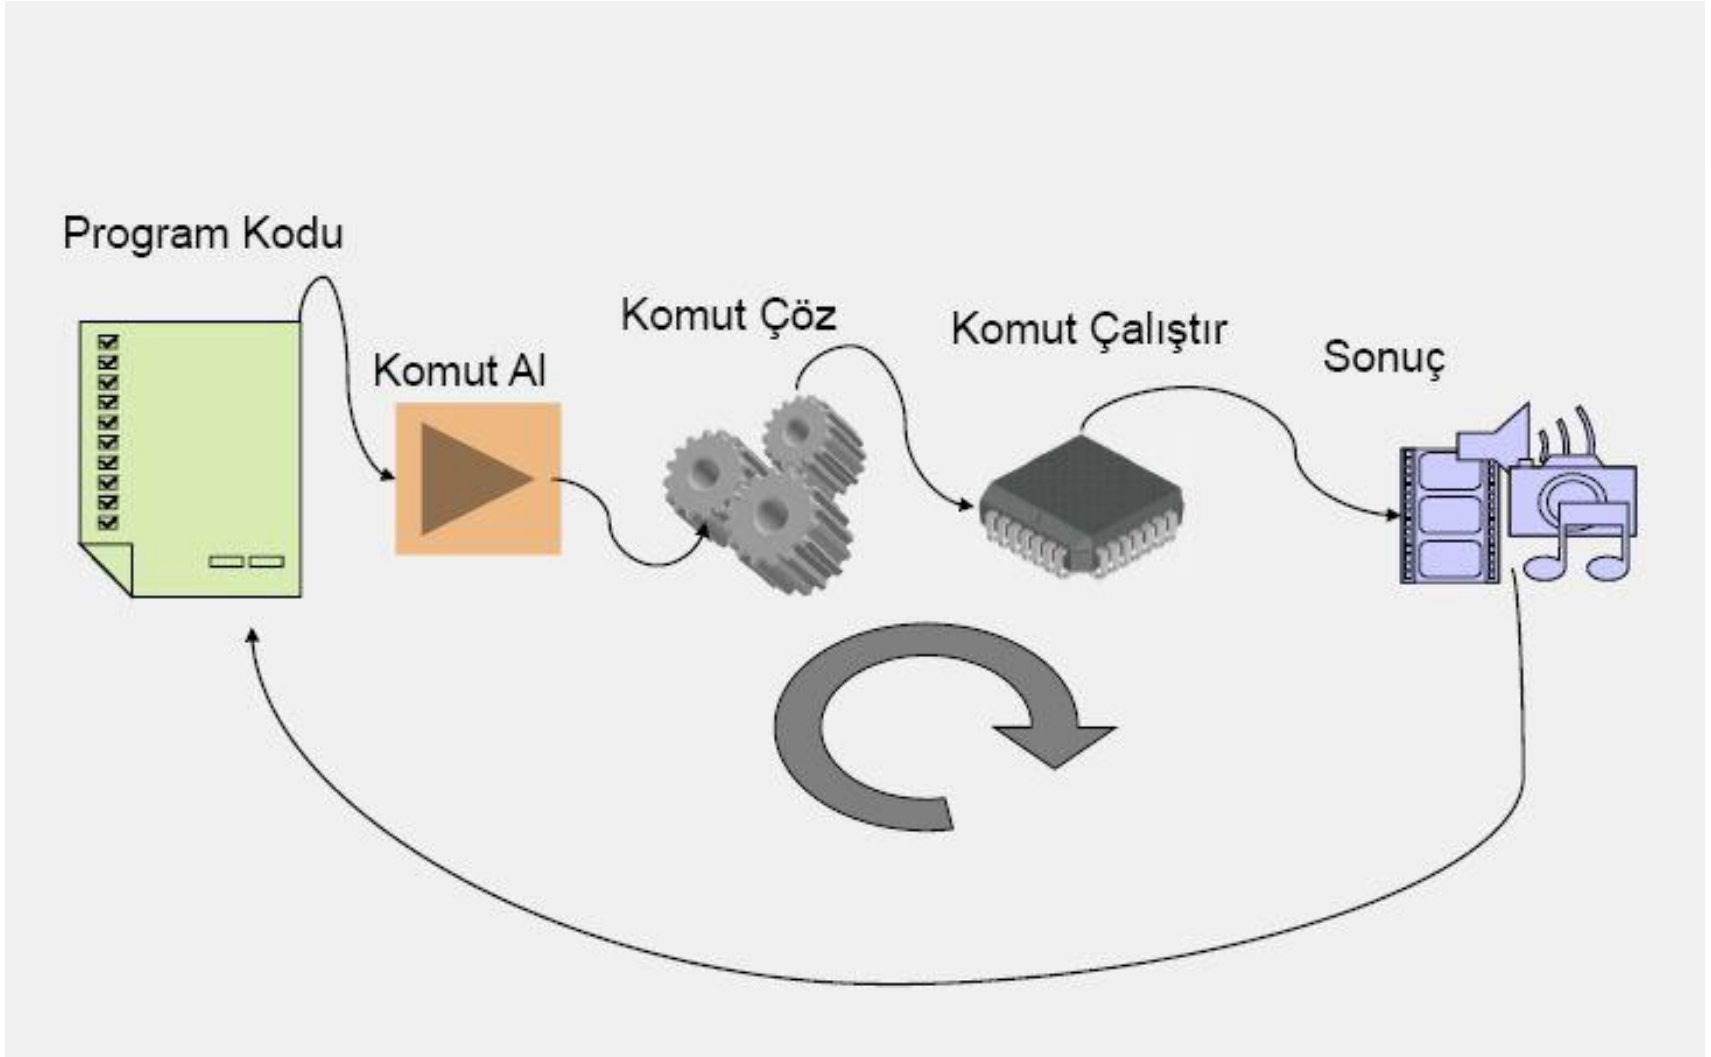 Program Kodu
Komut Al
Komut Çöz
Komut Çalıştır
Sonuç